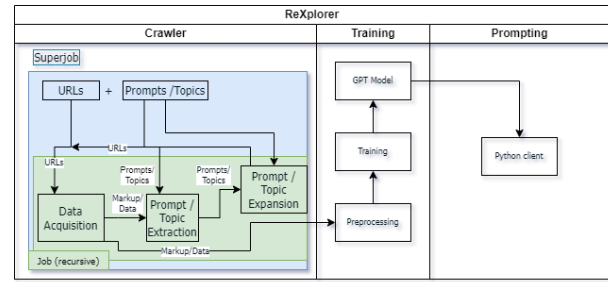 ReXplorer
Crawler
Training
Prompting
Superjob
URLs
+
Prompts /Topics
URLs
URLs
Prompts/
Topics
Prompts/
Topics
Markup/
Data
Data
Acquisition
Prompt /
Topic
Extraction
Prompt /
Topic
Expansion
Markup/Data
Job (recursive)
GPT Model
Training
Preprocessing
Python client